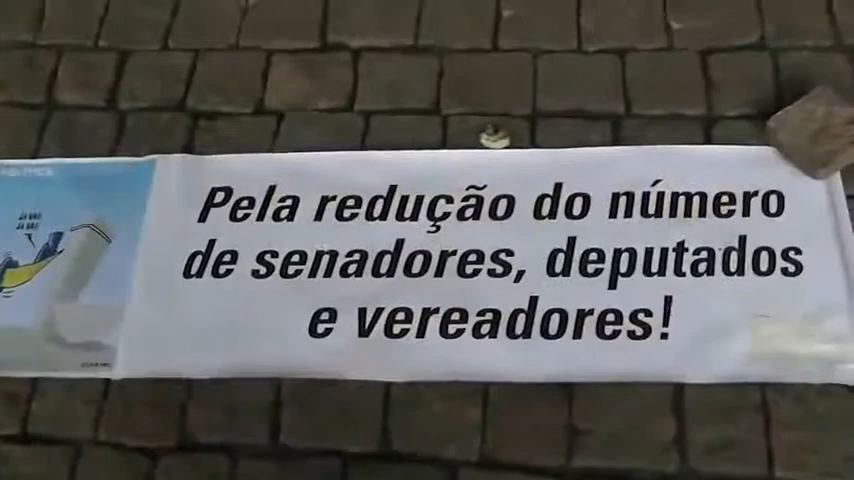 Pela redução do número
de senadores, deputados
e vereadores!